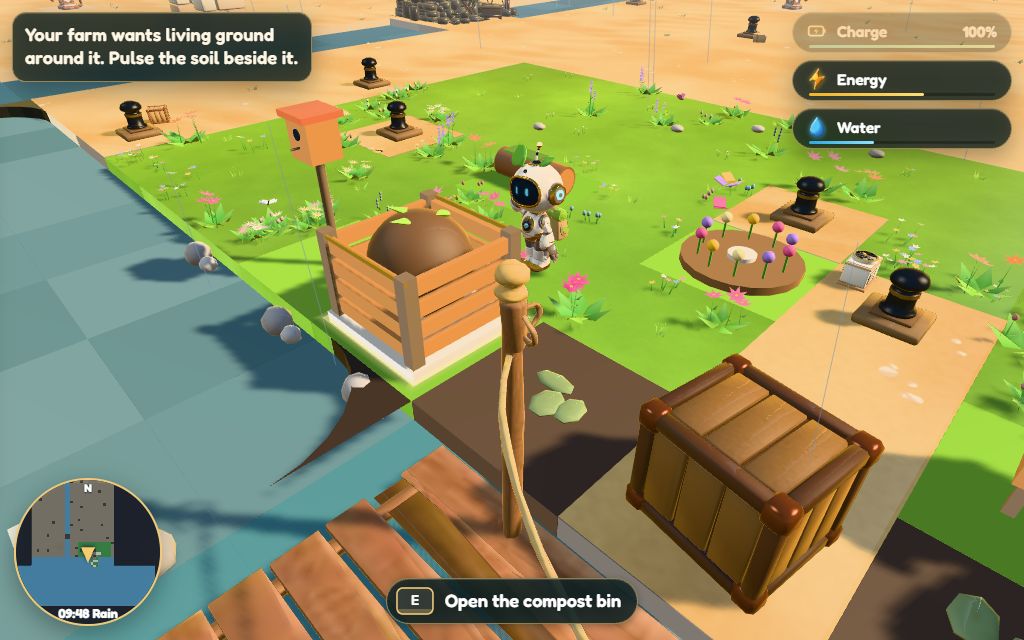 Your farm wants living ground
around it. Pulse the soil beside it.
Charge 100%
Energy
Water
N
09:48 Rain
E Open the compost bin